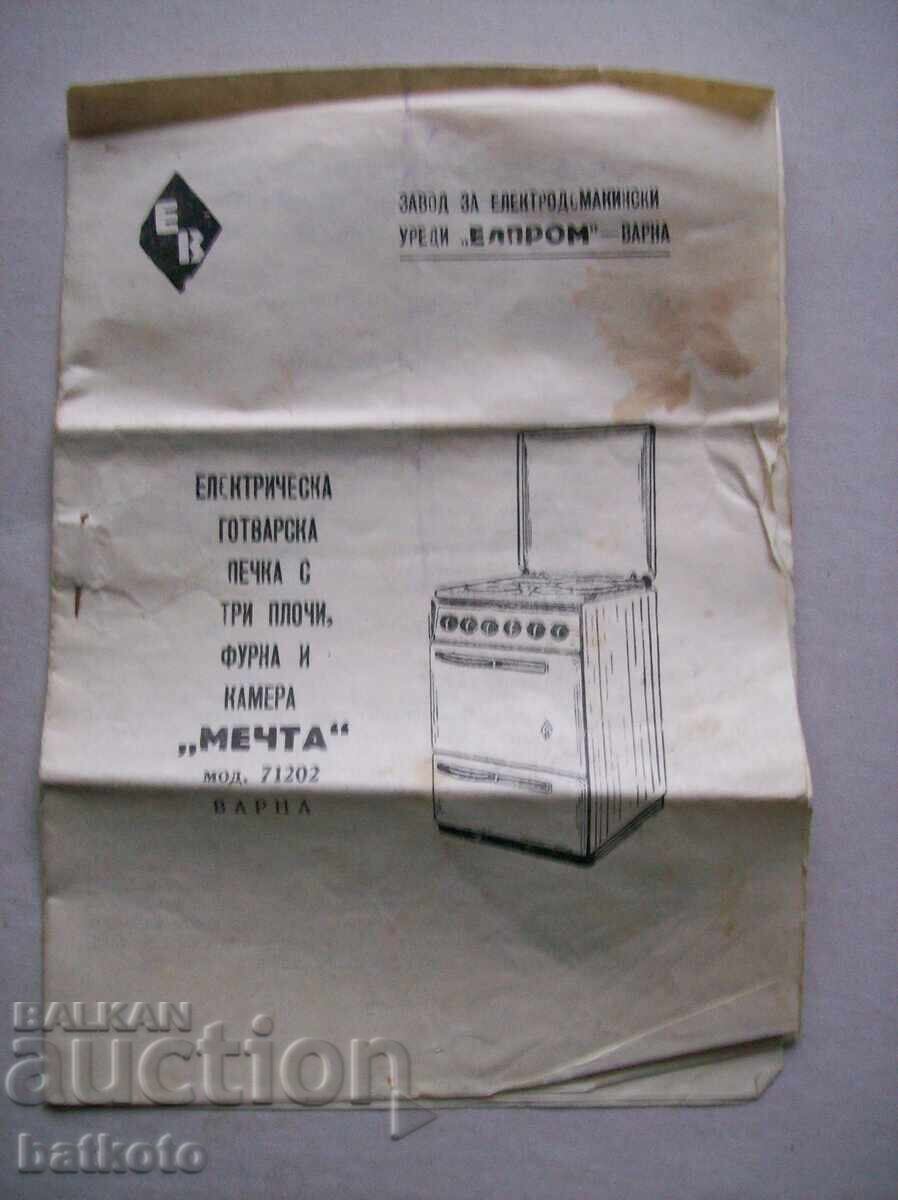 ЕВ
ЗАВОД ЗА ЕЛЕКТРОДОМАКИНСКИ
УРЕДИ „ЕЛПРОМ" – ВАРНА
ЕЛЕКТРИЧЕСКА
ГОТВАРСКА
ПЕЧКА С
ТРИ ПЛОЧИ,
ФУРНА И
КАМЕРА
„МЕЧТА"
мод. 71202
ВАРНА
BALKAN
auction
batkoto